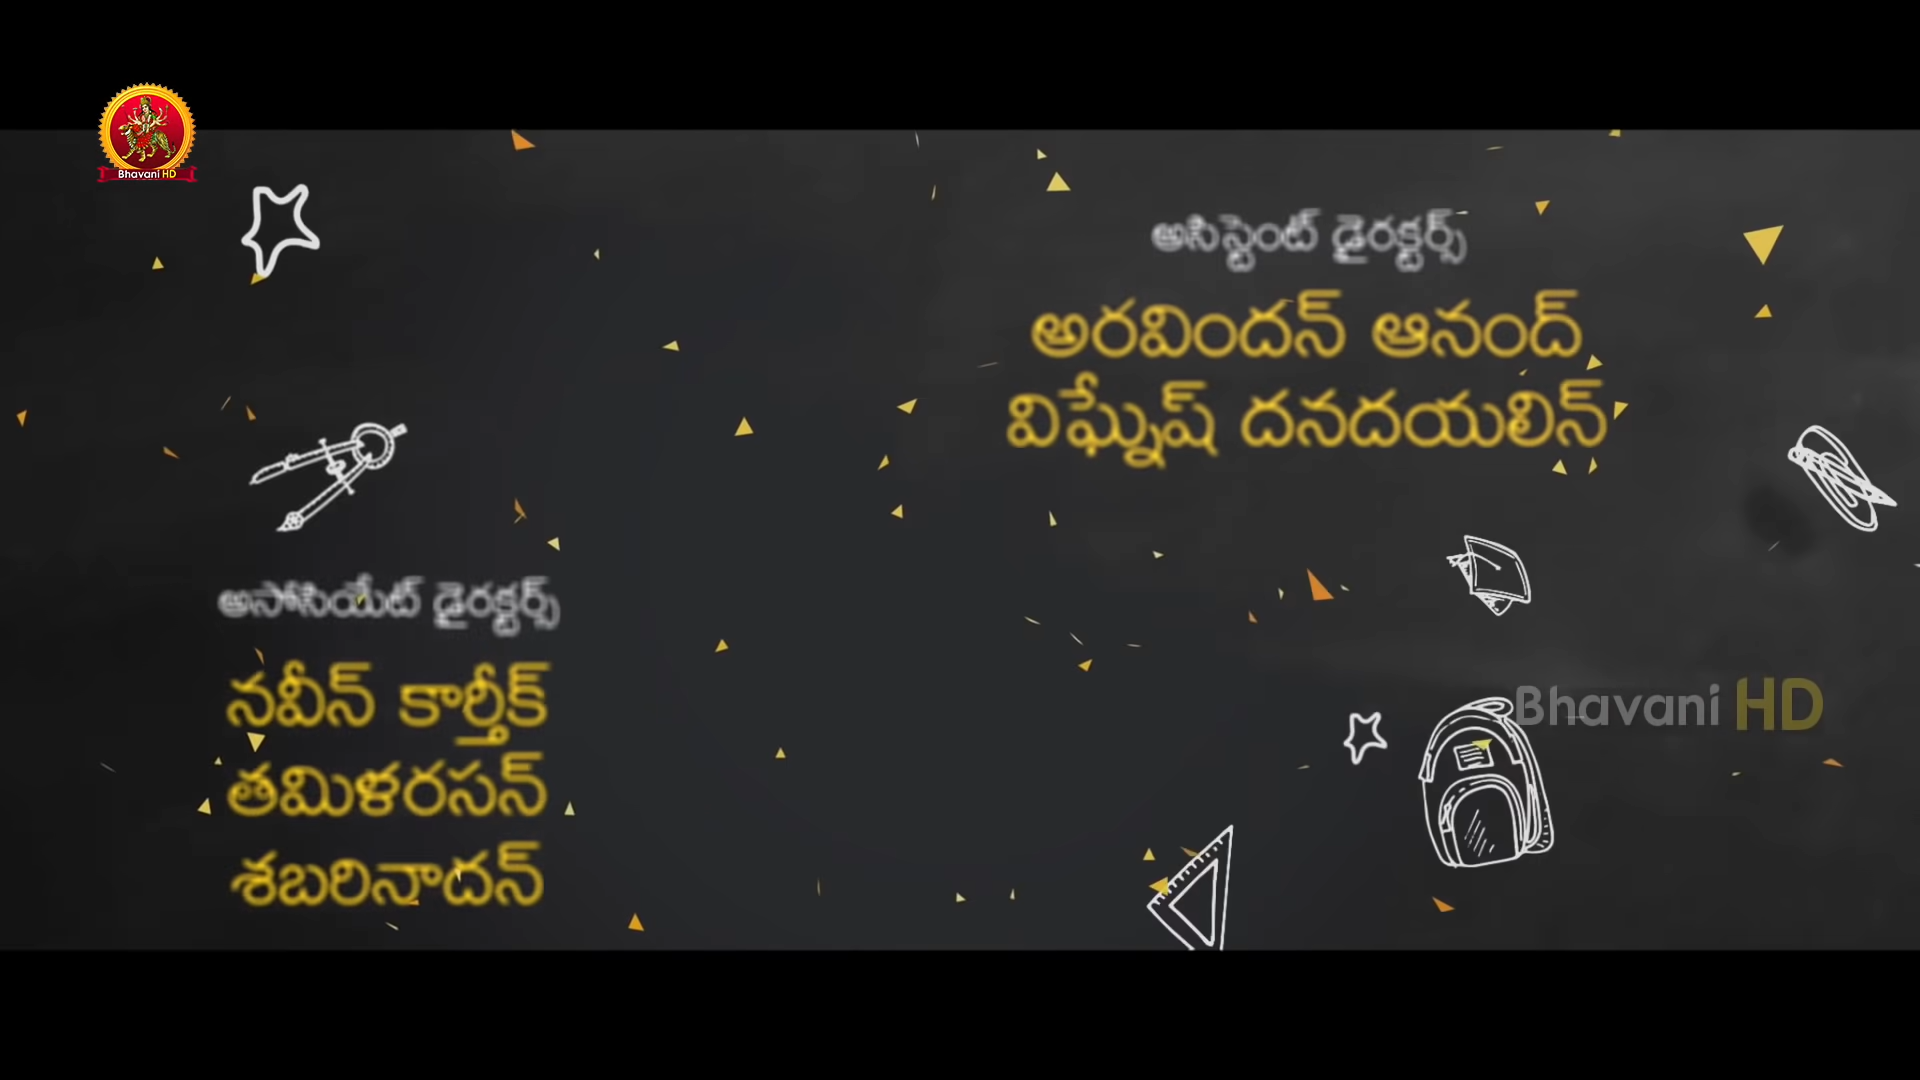 Bhavani HD
అసిస్టెంట్ డైరక్టర్స్
అరవిందన్ ఆనంద్
విఘ్నేష్ దనదయలిన్
అసోసియేట్ డైరక్టర్స్
నవీన్ కార్తీక్
తమిళరసన్
శబరినాదన్
Bhavani HD